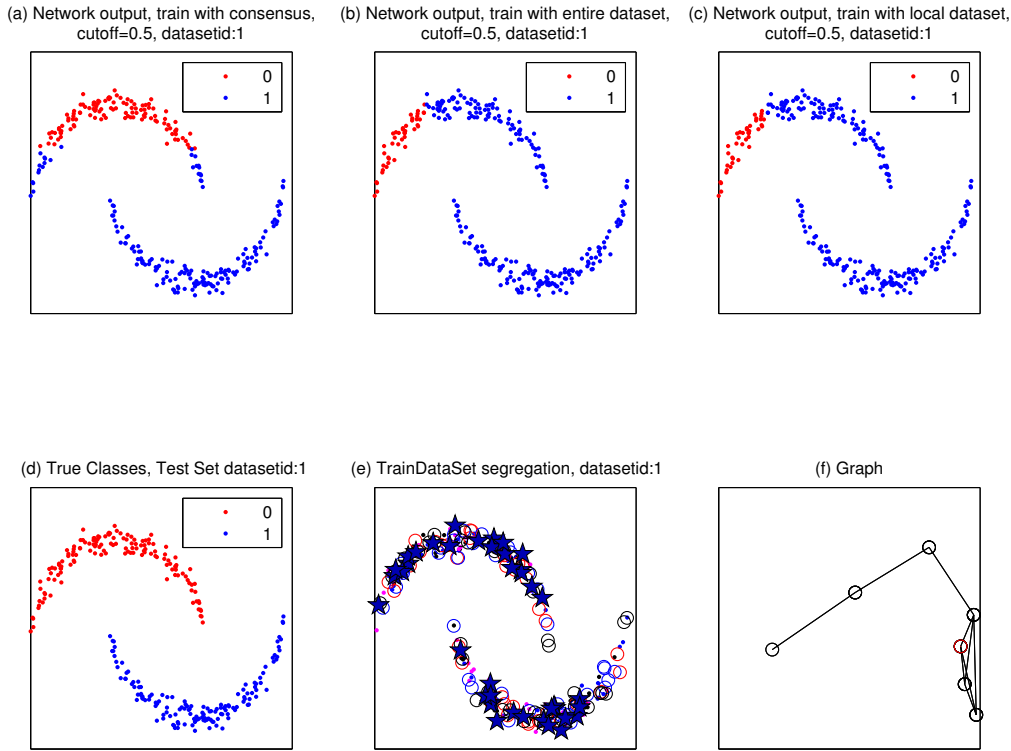 (a) Network output, train with consensus,
cutoff=0.5, datasetid:1
0
1
(b) Network output, train with entire dataset,
cutoff=0.5, datasetid:1
0
1
(c) Network output, train with local dataset,
cutoff=0.5, datasetid:1
0
1
(d) True Classes, Test Set datasetid:1
0
1
(e) TrainDataSet segregation, datasetid:1
(f) Graph